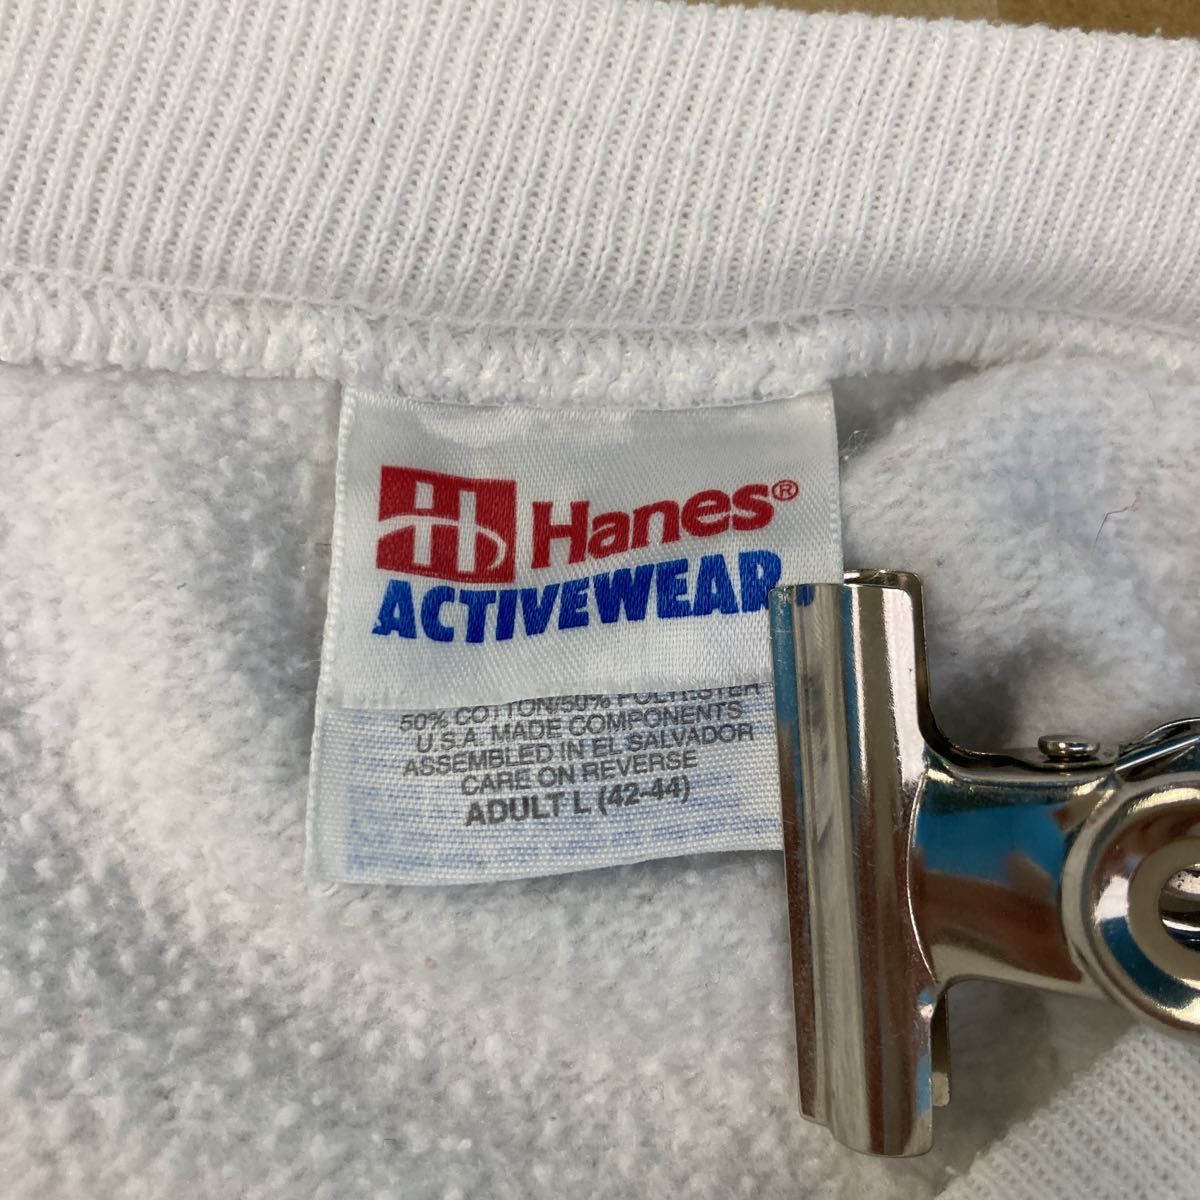 H Hanes®
ACTIVEWEAR
50% COTTON/50% POLYESTER
U.S.A. MADE COMPONENTS
ASSEMBLED IN EL SALVADOR
CARE ON REVERSE
ADULT L (42-44)